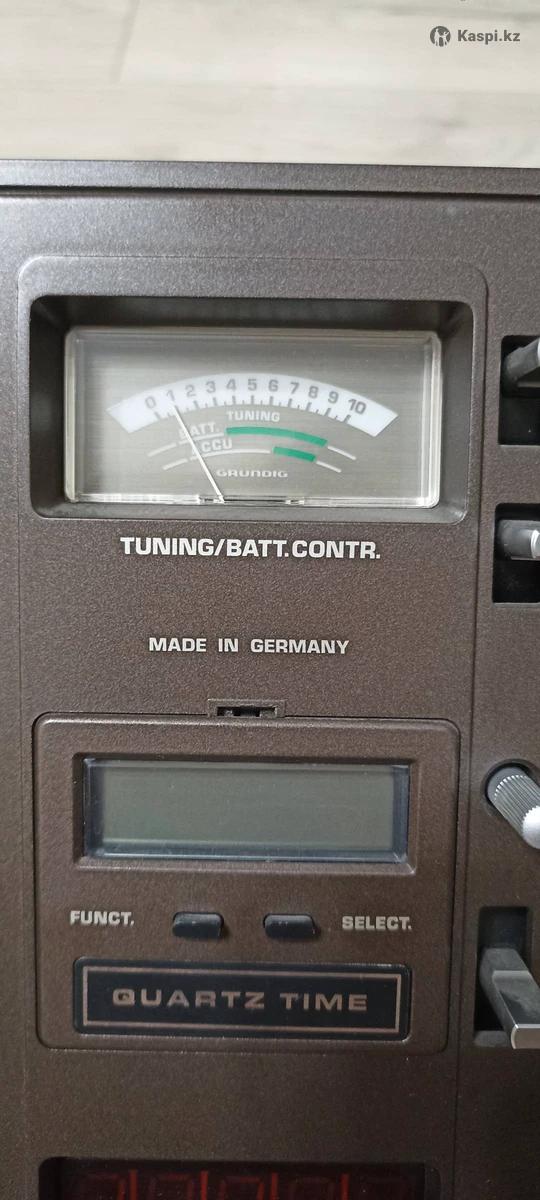 Kaspi.kz
0 1 2 3 4 5 6 7 8 9 10
TUNING
BATT.
ACCU
GRUNDIG
TUNING/BATT.CONTR.
MADE IN GERMANY
FUNCT.
SELECT.
QUARTZ TIME